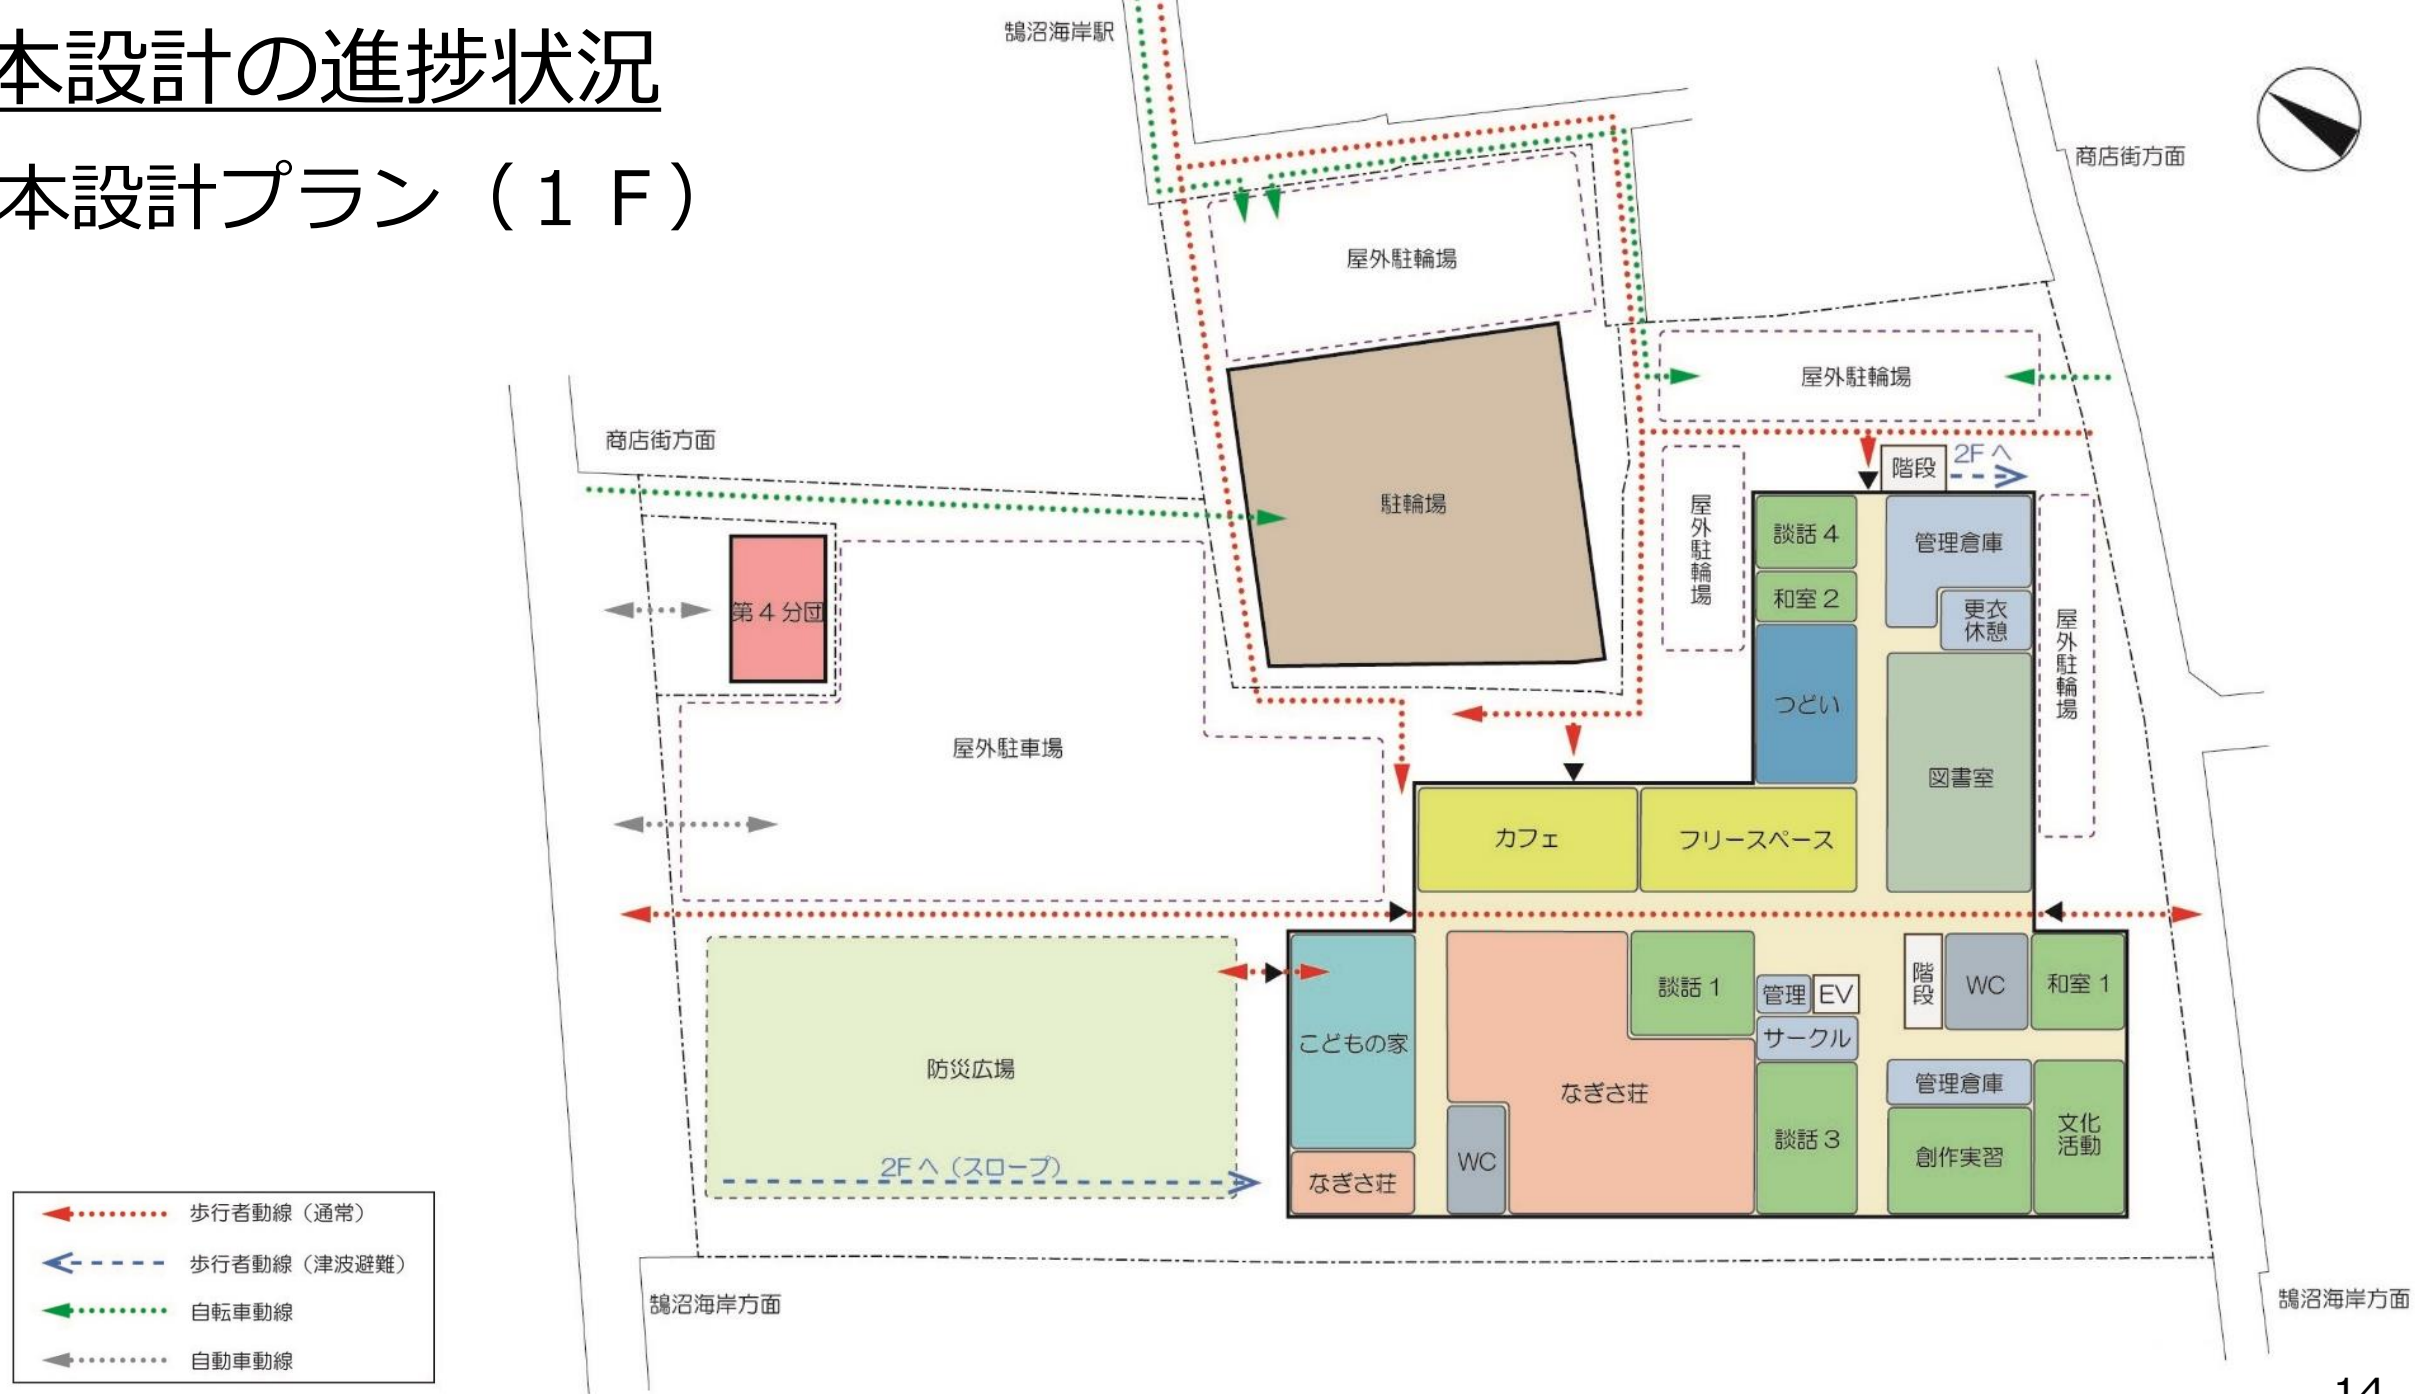 本設計の進捗状況
本設計プラン（１Ｆ）
鵠沼海岸駅
商店街方面
屋外駐輪場
屋外駐輪場
商店街方面
階段
2F へ
駐輪場
屋外駐輪場
談話 4
管理倉庫
和室 2
更衣
休憩
屋外駐輪場
第 4 分団
つどい
図書室
屋外駐車場
カフェ
フリースペース
防災広場
2F へ（スロープ）
こどもの家
なぎさ荘
WC
なぎさ荘
談話 1
管理
EV
サークル
談話 3
階段
WC
和室 1
管理倉庫
創作実習
文化
活動
歩行者動線（通常）
歩行者動線（津波避難）
自転車動線
自動車動線
鵠沼海岸方面
鵠沼海岸方面
14